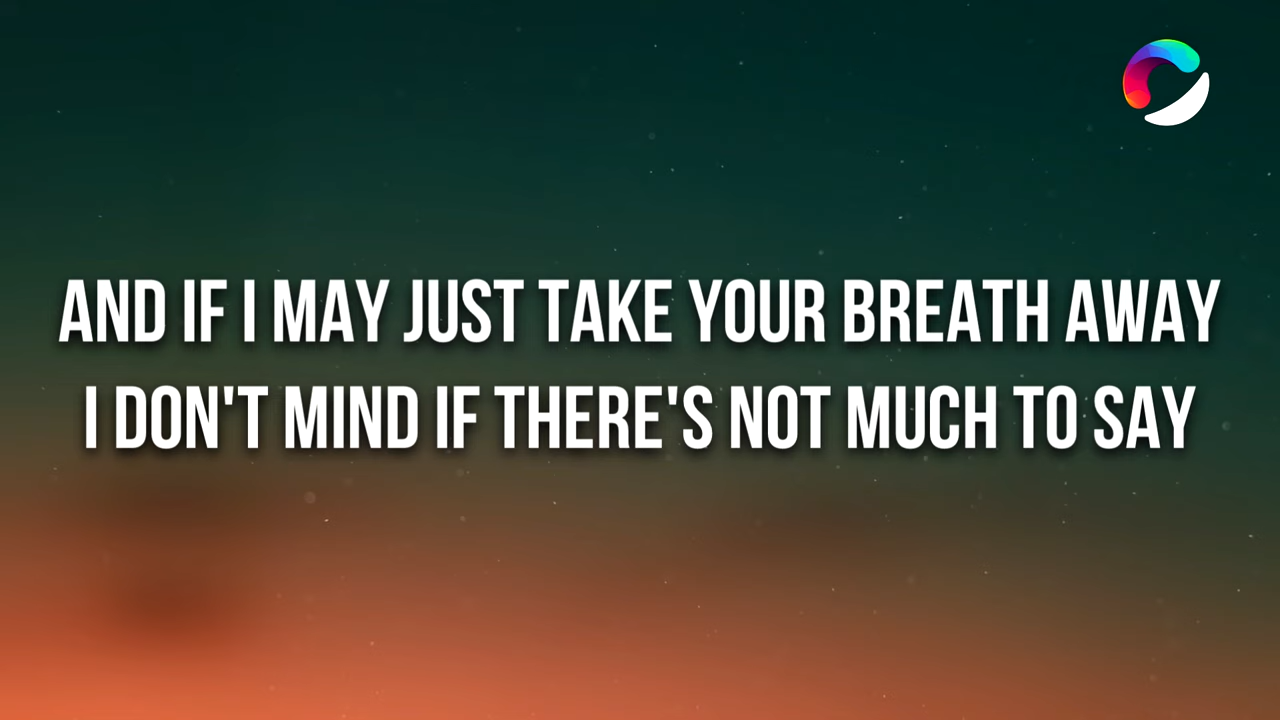 AND IF I MAY JUST TAKE YOUR BREATH AWAY
I DON'T MIND IF THERE'S NOT MUCH TO SAY